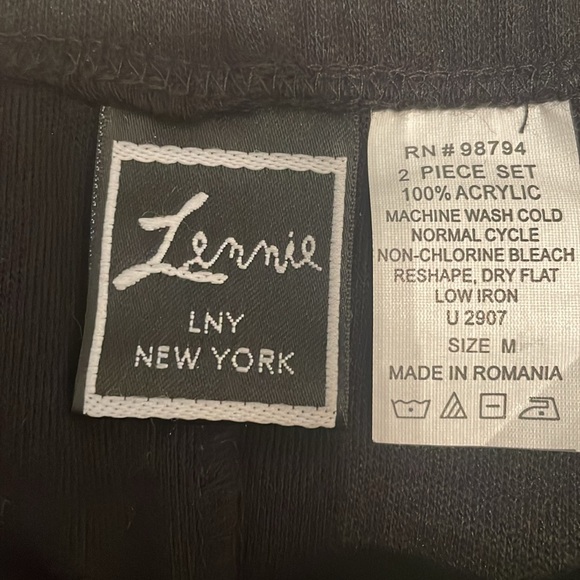 Lennie
LNY
NEW YORK
RN # 98794
2 PIECE SET
100% ACRYLIC
MACHINE WASH COLD
NORMAL CYCLE
NON-CHLORINE BLEACH
RESHAPE, DRY FLAT
LOW IRON
U 2907
SIZE M
MADE IN ROMANIA